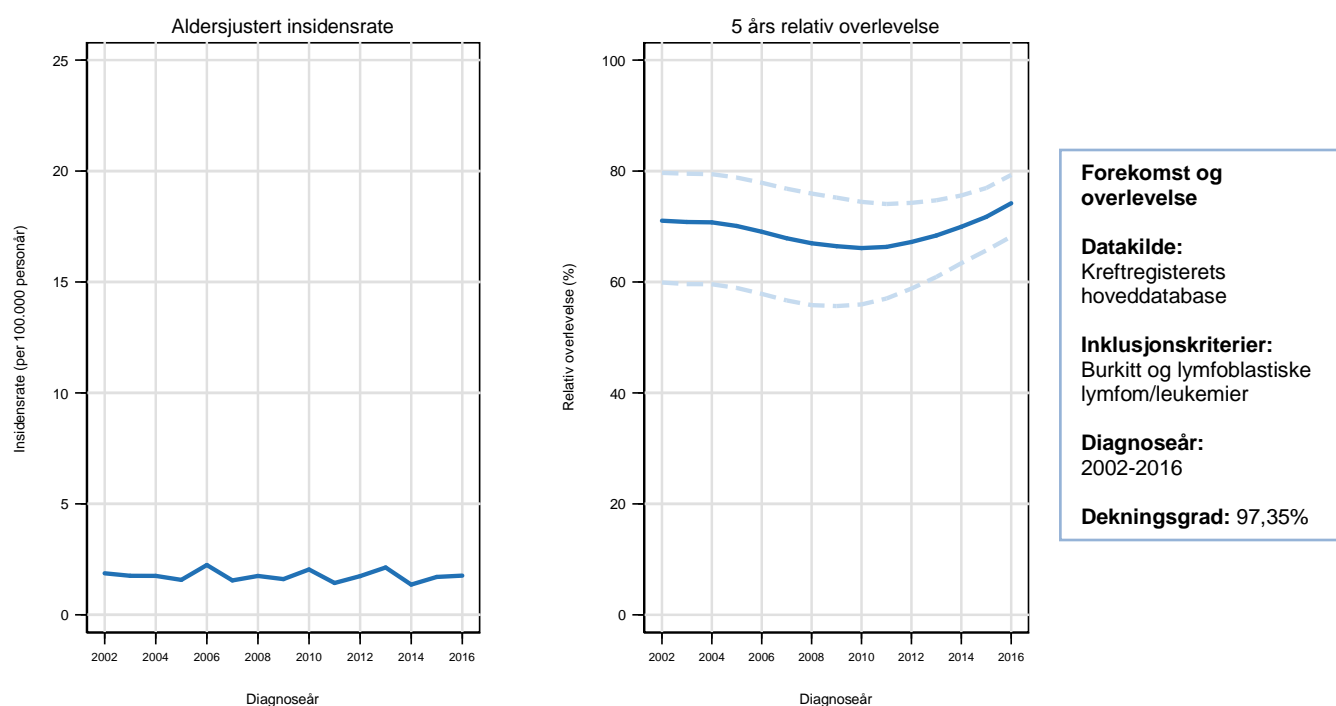 Aldersjustert insidensrate
Insidensrate (per 100.000 personår)
25
20
15
10
5
0
2002 2004 2006 2008 2010 2012 2014 2016
Diagnoseår
5 års relativ overlevelse
Relativ overlevelse (%)
100
80
60
40
20
0
2002 2004 2006 2008 2010 2012 2014 2016
Diagnoseår
Forekomst og
overlevelse
Datakilde:
Kreftregisterets
hoveddatabase
Inklusjonskriterier:
Burkitt og lymfoblastiske
lymfom/leukemier
Diagnoseår:
2002-2016
Dekningsgrad: 97,35%